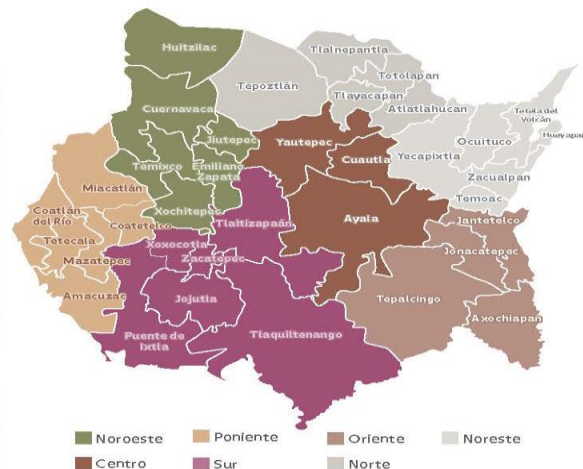 Huitzilac
Tlalnepantla
Totolapan
Tepoztlán
Tlayacapan
Atlatlahucan
Cuernavaca
Tetela del
Volcán
Hueyapan
Jiutepec
Yautepec
Ocuituco
Cuautla
Yecapixtla
Temixco
Emiliano
Zapata
Zacualpan
Miacatlán
Temoac
Xochitepec
Coatlán
del Río
Coatetelco
Tlaltizapaán
Ayala
Jantetelco
Tetecala
Xoxocotla
Jonacatepec
Mazatepec
Zacatepec
Amacuzac
Jojutla
Tepalcingo
Axochiapan
Puente de
Ixtla
Tlaquiltenango
Noroeste Poniente Oriente Noreste
Centro Sur Norte